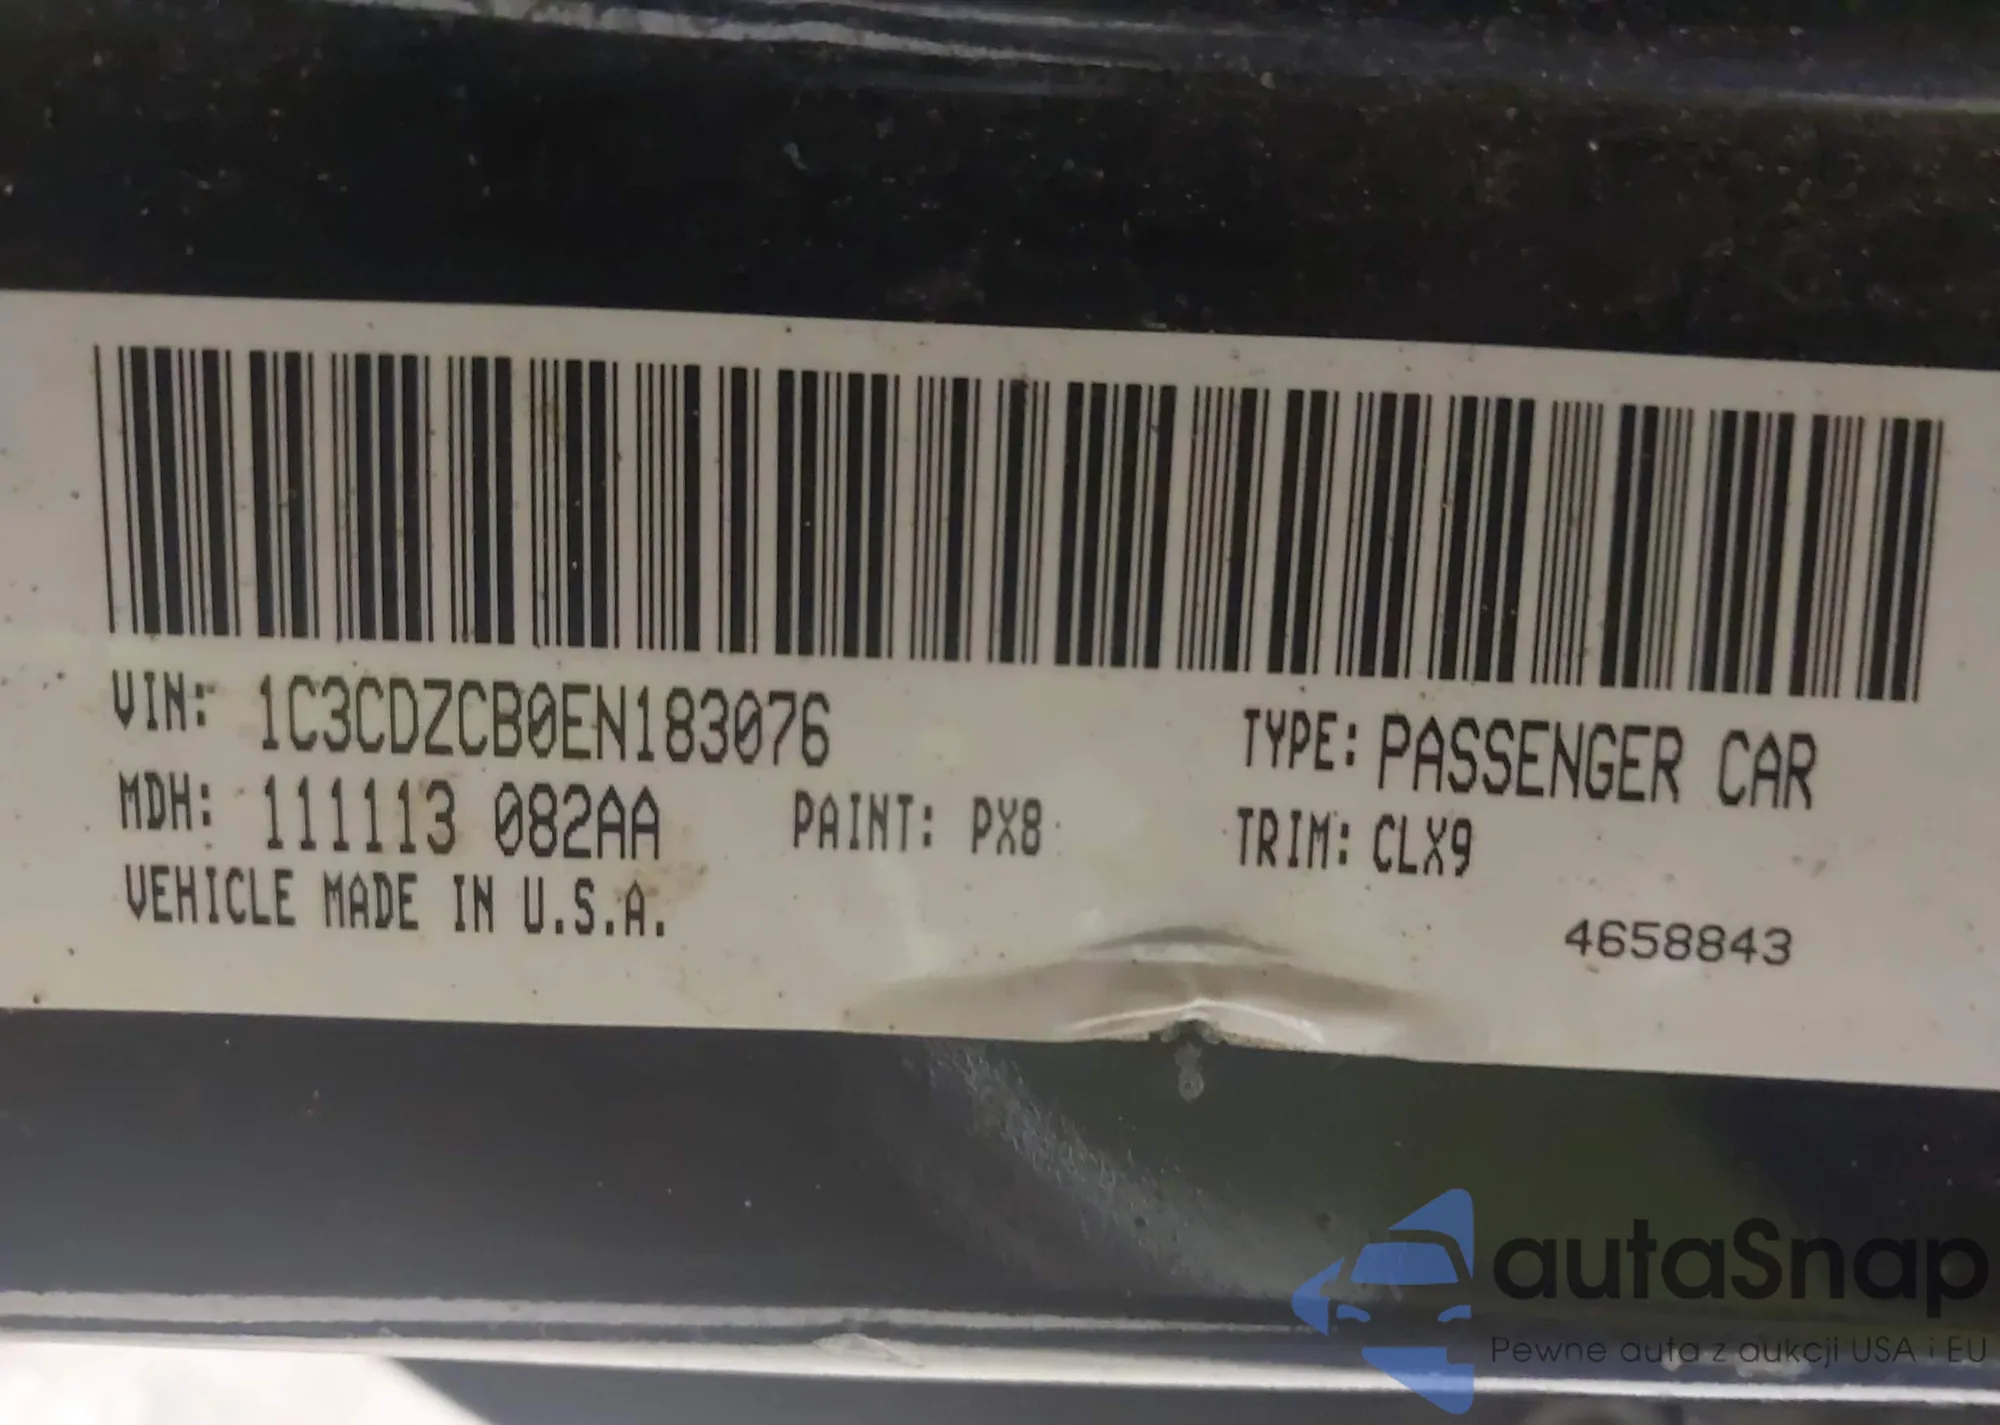 VIN: 1C3CDZCB0EN183076
TYPE: PASSENGER CAR
MDH: 111113 082AA
PAINT: PX8
TRIM: CLX9
VEHICLE MADE IN U.S.A.
4658843
autaSnap
Pewne auta z aukcji USA i EU